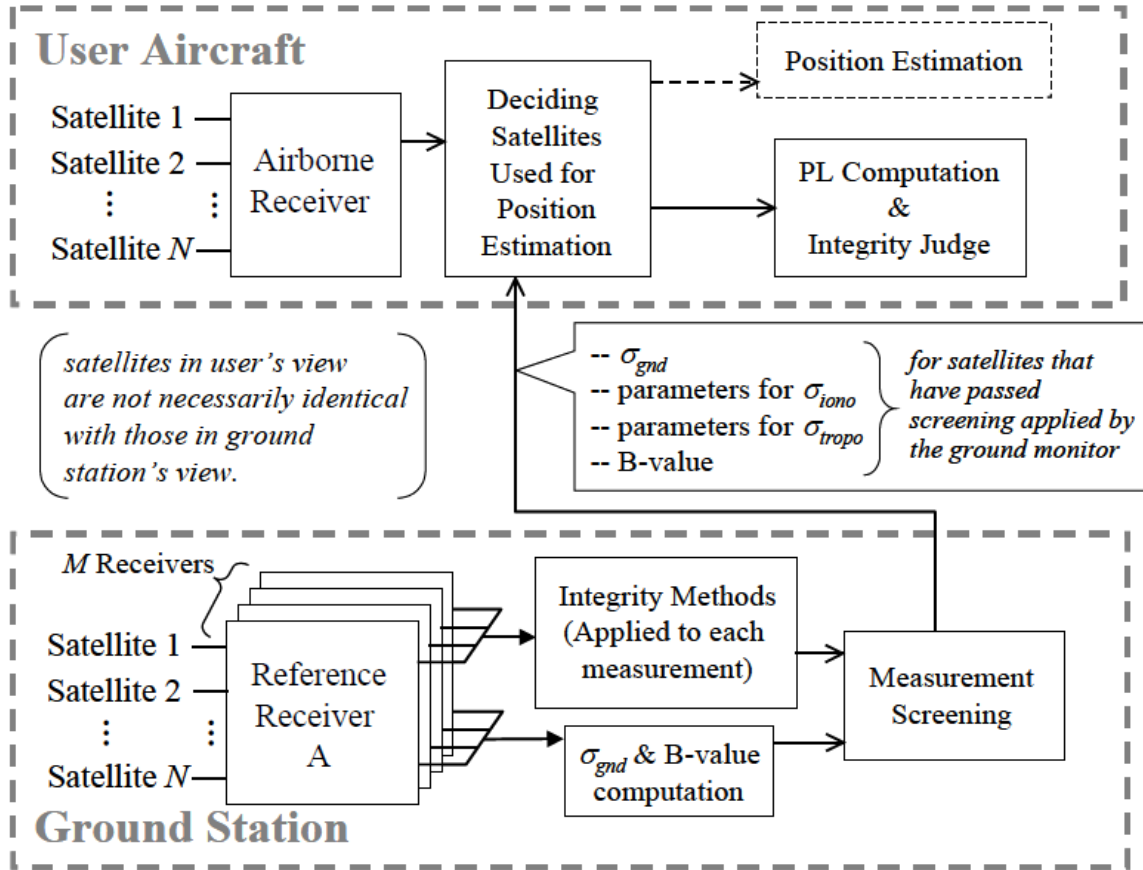 User Aircraft
Satellite 1
Satellite 2
⋮ ⋮
Satellite N
Airborne
Receiver
Deciding
Satellites
Used for
Position
Estimation
Position Estimation
PL Computation
&
Integrity Judge
satellites in user's view
are not necessarily identical
with those in ground
station's view.
-- σgnd
-- parameters for σiono
-- parameters for σtropo
-- B-value
for satellites that
have passed
screening applied by
the ground monitor
M Receivers
Satellite 1
Satellite 2
⋮ ⋮
Satellite N
Reference
Receiver
A
Integrity Methods
(Applied to each
measurement)
σgnd & B-value
computation
Measurement
Screening
Ground Station